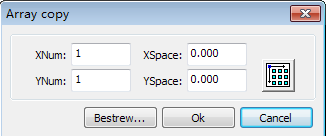 Array copy
XNum: 1 XSpace: 0.000
YNum: 1 YSpace: 0.000
Bestrew... Ok Cancel